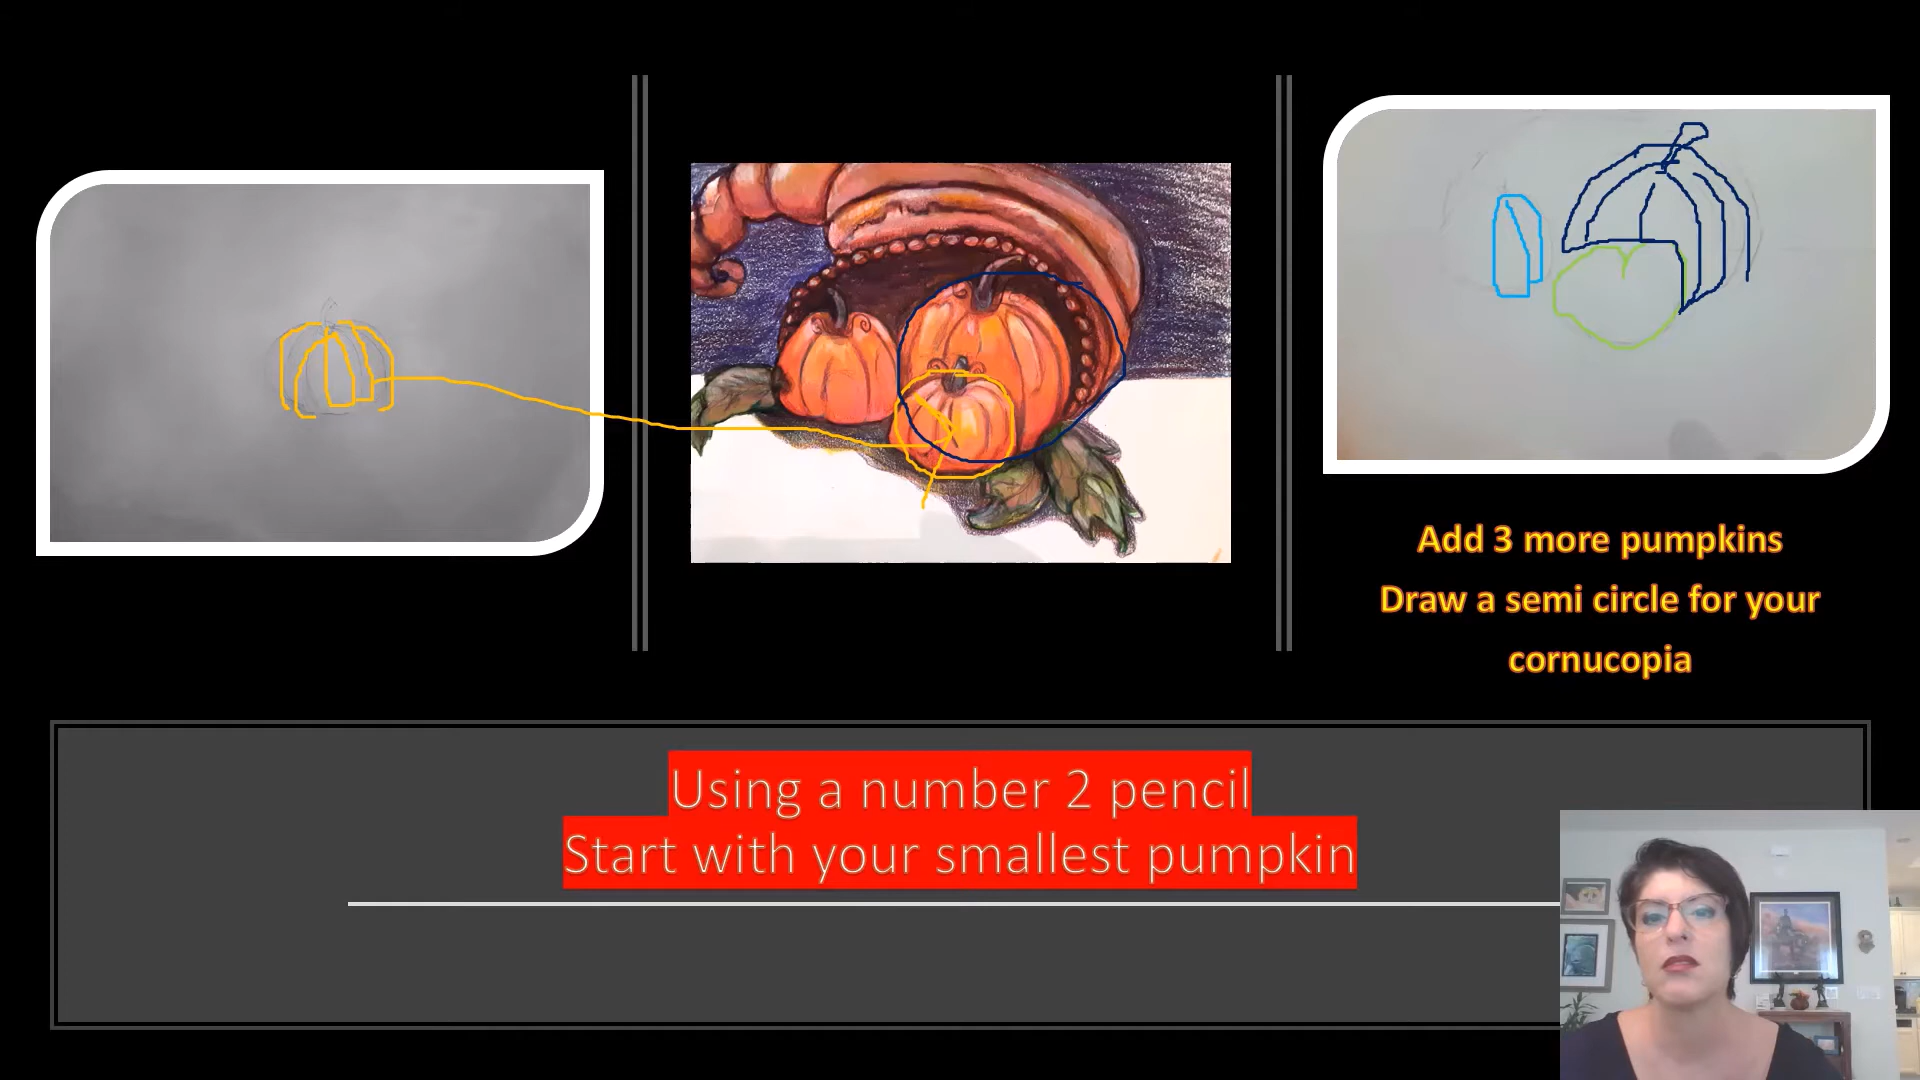 Add 3 more pumpkins
Draw a semi circle for your
cornucopia
Using a number 2 pencil
Start with your smallest pumpkin